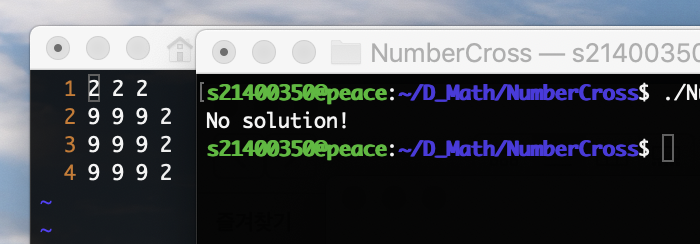 NumberCross — s21400350
1 2 2 2
2 9 9 9 2
3 9 9 9 2
4 9 9 9 2
~
~
s21400350@peace:~/D_Math/NumberCross$ ./N
No solution!
s21400350@peace:~/D_Math/NumberCross$